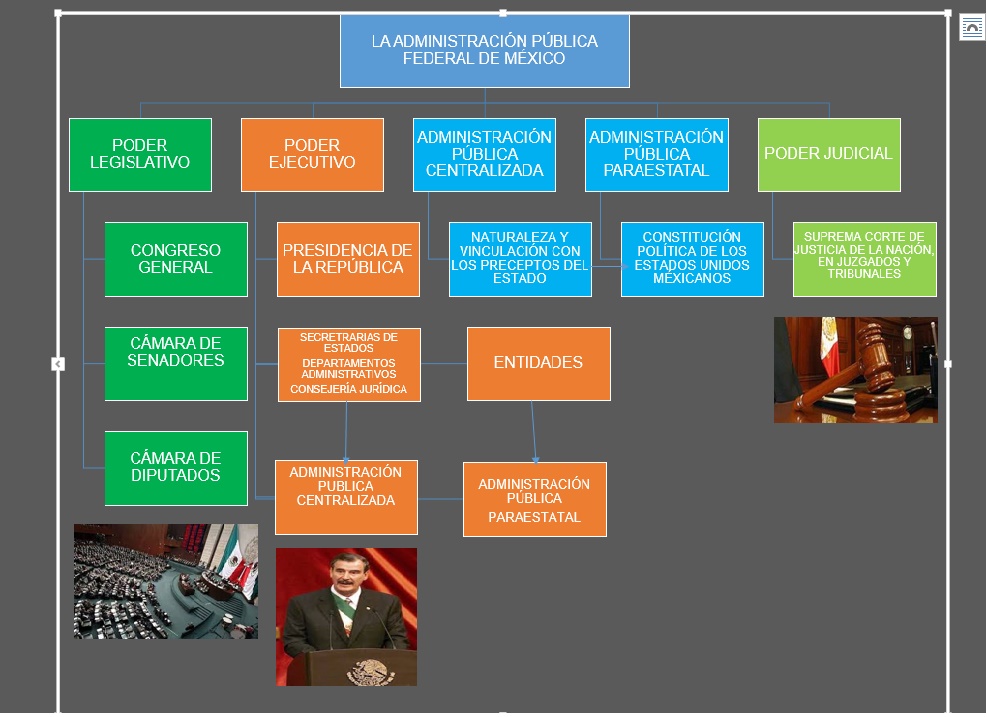 LA ADMINISTRACIÓN PÚBLICA
FEDERAL DE MÉXICO
PODER
LEGISLATIVO
PODER
EJECUTIVO
ADMINISTRACIÓN
PÚBLICA
CENTRALIZADA
ADMINISTRACIÓN
PÚBLICA
PARAESTATAL
PODER JUDICIAL
CONGRESO
GENERAL
PRESIDENCIA DE
LA REPÚBLICA
NATURALEZA Y
VINCULACIÓN CON
LOS PRECEPTOS DEL
ESTADO
CONSTITUCIÓN
POLÍTICA DE LOS
ESTADOS UNIDOS
MÉXICANOS
SUPREMA CORTE DE
JUSTICIA DE LA NACIÓN,
EN JUZGADOS Y
TRIBUNALES
CÁMARA DE
SENADORES
SECRETRARIAS DE
ESTADOS
DEPARTAMENTOS
ADMINISTRATIVOS
CONSEJERÍA JURÍDICA
ENTIDADES
CÁMARA DE
DIPUTADOS
ADMINISTRACIÓN
PUBLICA
CENTRALIZADA
ADMINISTRACIÓN
PÚBLICA
PARAESTATAL